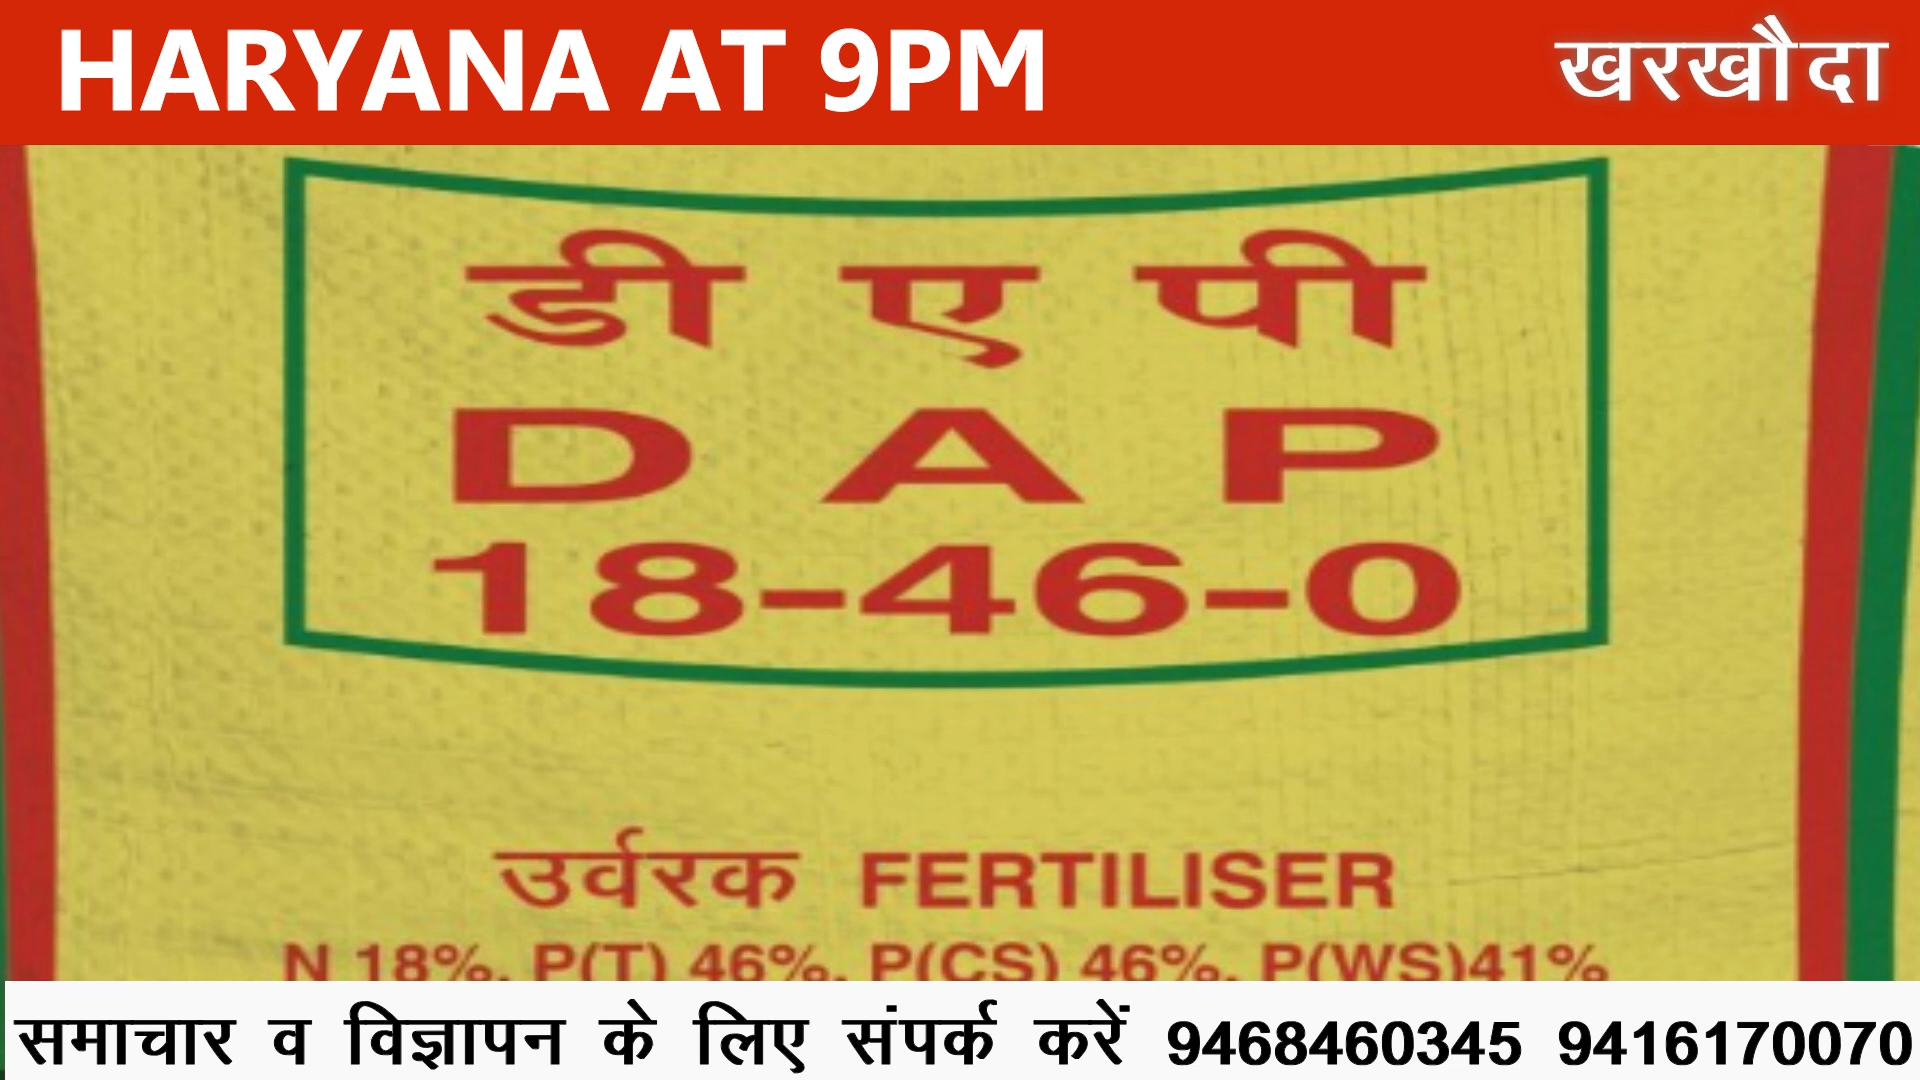 HARYANA AT 9PM खरखौदा
डी ए पी
D A P
18-46-0
उर्वरक FERTILISER
N 18%, P(T) 46%, P(CS) 46%, P(WS)41%
समाचार व विज्ञापन के लिए संपर्क करें 9468460345 9416170070